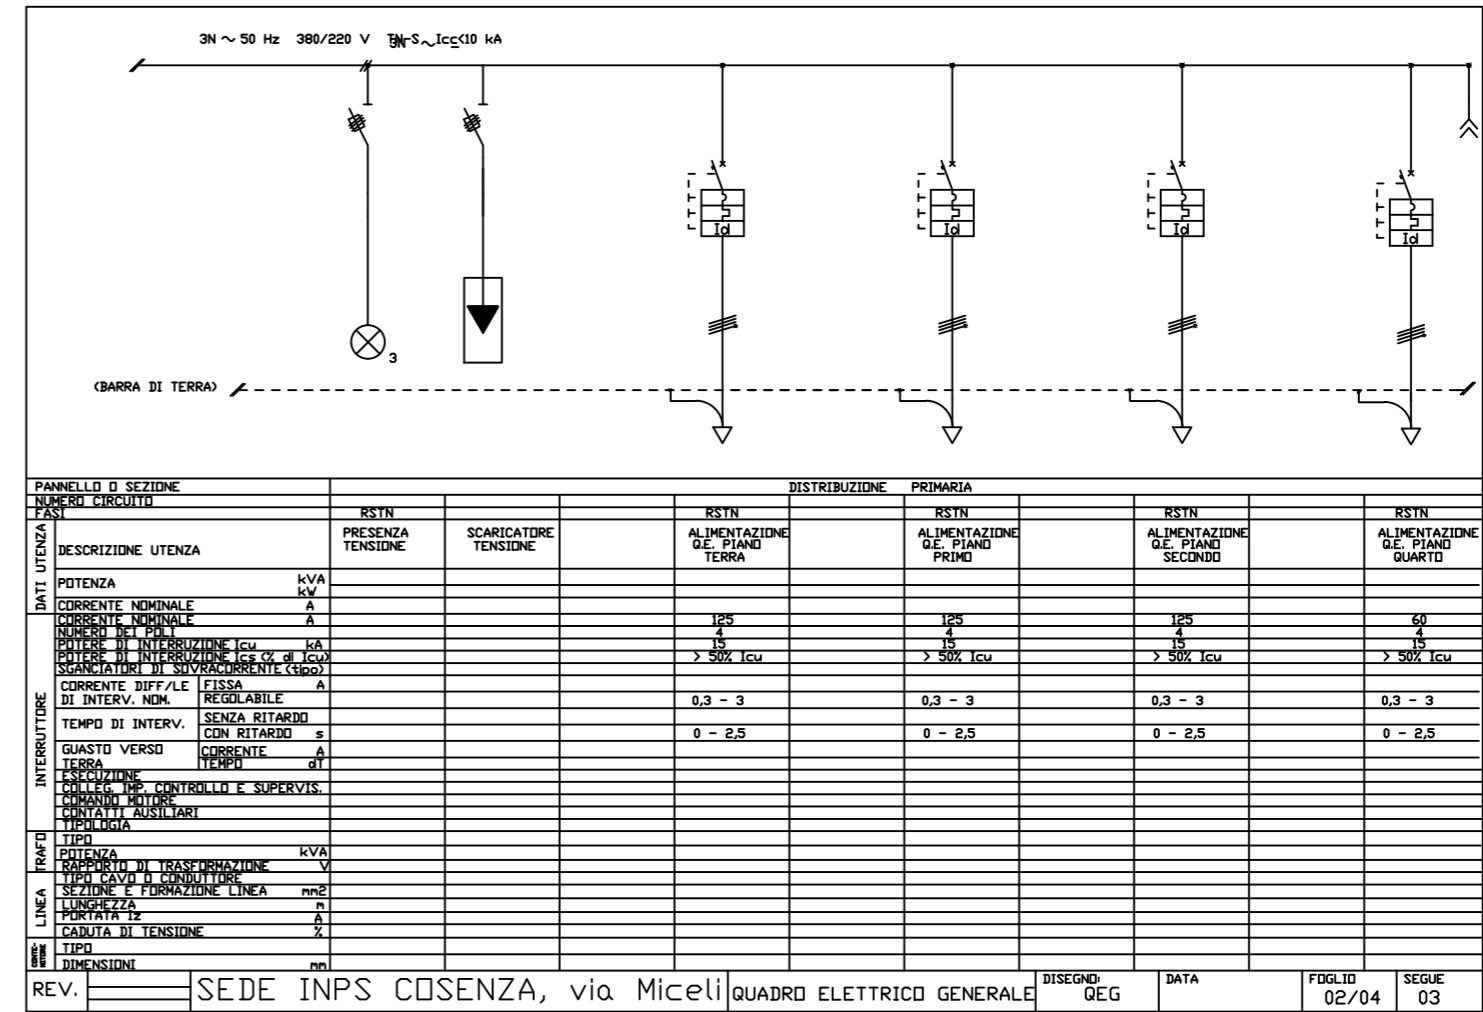 3N ~ 50 Hz 380/220 V TN-S Icc≤10 kA
3N ~
3
(BARRA DI TERRA)
Id Id Id Id
PANNELLO O SEZIONE DISTRIBUZIONE PRIMARIA
NUMERO CIRCUITO
FASI RSTN RSTN RSTN RSTN RSTN
DATI UTENZA
DESCRIZIONE UTENZA
PRESENZA
TENSIONE
SCARICATORE
TENSIONE
ALIMENTAZIONE
Q.E. PIANO
TERRA
ALIMENTAZIONE
Q.E. PIANO
PRIMO
ALIMENTAZIONE
Q.E. PIANO
SECONDO
ALIMENTAZIONE
Q.E. PIANO
QUARTO
POTENZA kVA
kW
CORRENTE NOMINALE A
INTERRUTTORE
CORRENTE NOMINALE A 125 125 125 60
NUMERO DEI POLI 4 4 4 4
POTERE DI INTERRUZIONE Icu kA 15 15 15 15
POTERE DI INTERRUZIONE Ics (% di Icu) > 50% Icu > 50% Icu > 50% Icu > 50% Icu
SGANCIATORI DI SOVRACORRENTE (tipo)
CORRENTE DIFF/LE FISSA A
DI INTERV. NOM. REGOLABILE 0,3 - 3 0,3 - 3 0,3 - 3 0,3 - 3
TEMPO DI INTERV. SENZA RITARDO
CON RITARDO s 0 - 2,5 0 - 2,5 0 - 2,5 0 - 2,5
GUASTO VERSO CORRENTE A
TERRA TEMPO dT
ESECUZIONE
COLLEG. IMP. CONTROLLO E SUPERVIS.
COMANDO MOTORE
CONTATTI AUSILIARI
TIPOLOGIA
TRAFO
TIPO
POTENZA kVA
RAPPORTO DI TRASFORMAZIONE V
LINEA
TIPO CAVO O CONDUTTORE
SEZIONE E FORMAZIONE LINEA mm2
LUNGHEZZA m
PORTATA Iz A
CADUTA DI TENSIONE %
CONTE-
NITORE
TIPO
DIMENSIONI mm
REV. SEDE INPS COSENZA, via Miceli QUADRO ELETTRICO GENERALE
DISEGNO:
QEG
DATA
FOGLIO
02/04
SEGUE
03